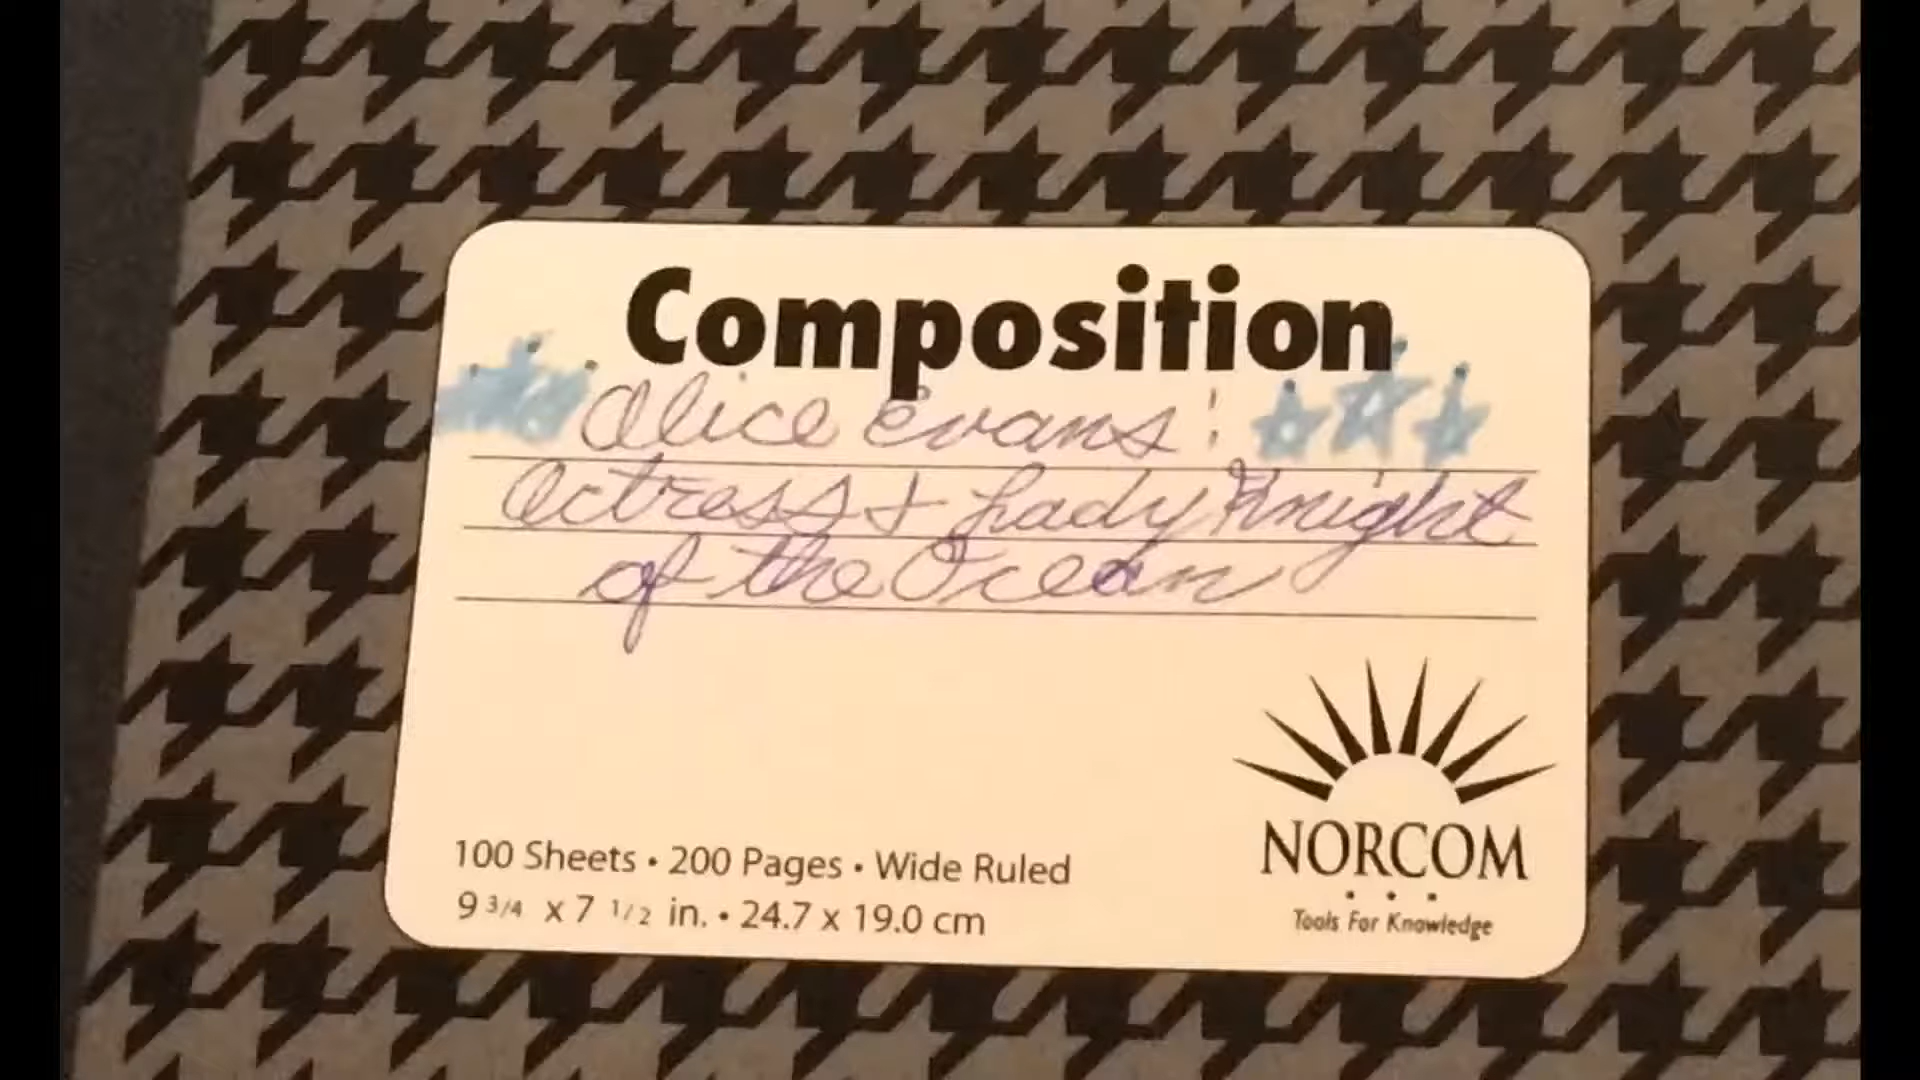 Composition
Alice Evans:
Actress & Lady Knight
of the Ocean
NORCOM
Tools For Knowledge
100 Sheets • 200 Pages • Wide Ruled
9 3/4 x 7 1/2 in. • 24.7 x 19.0 cm